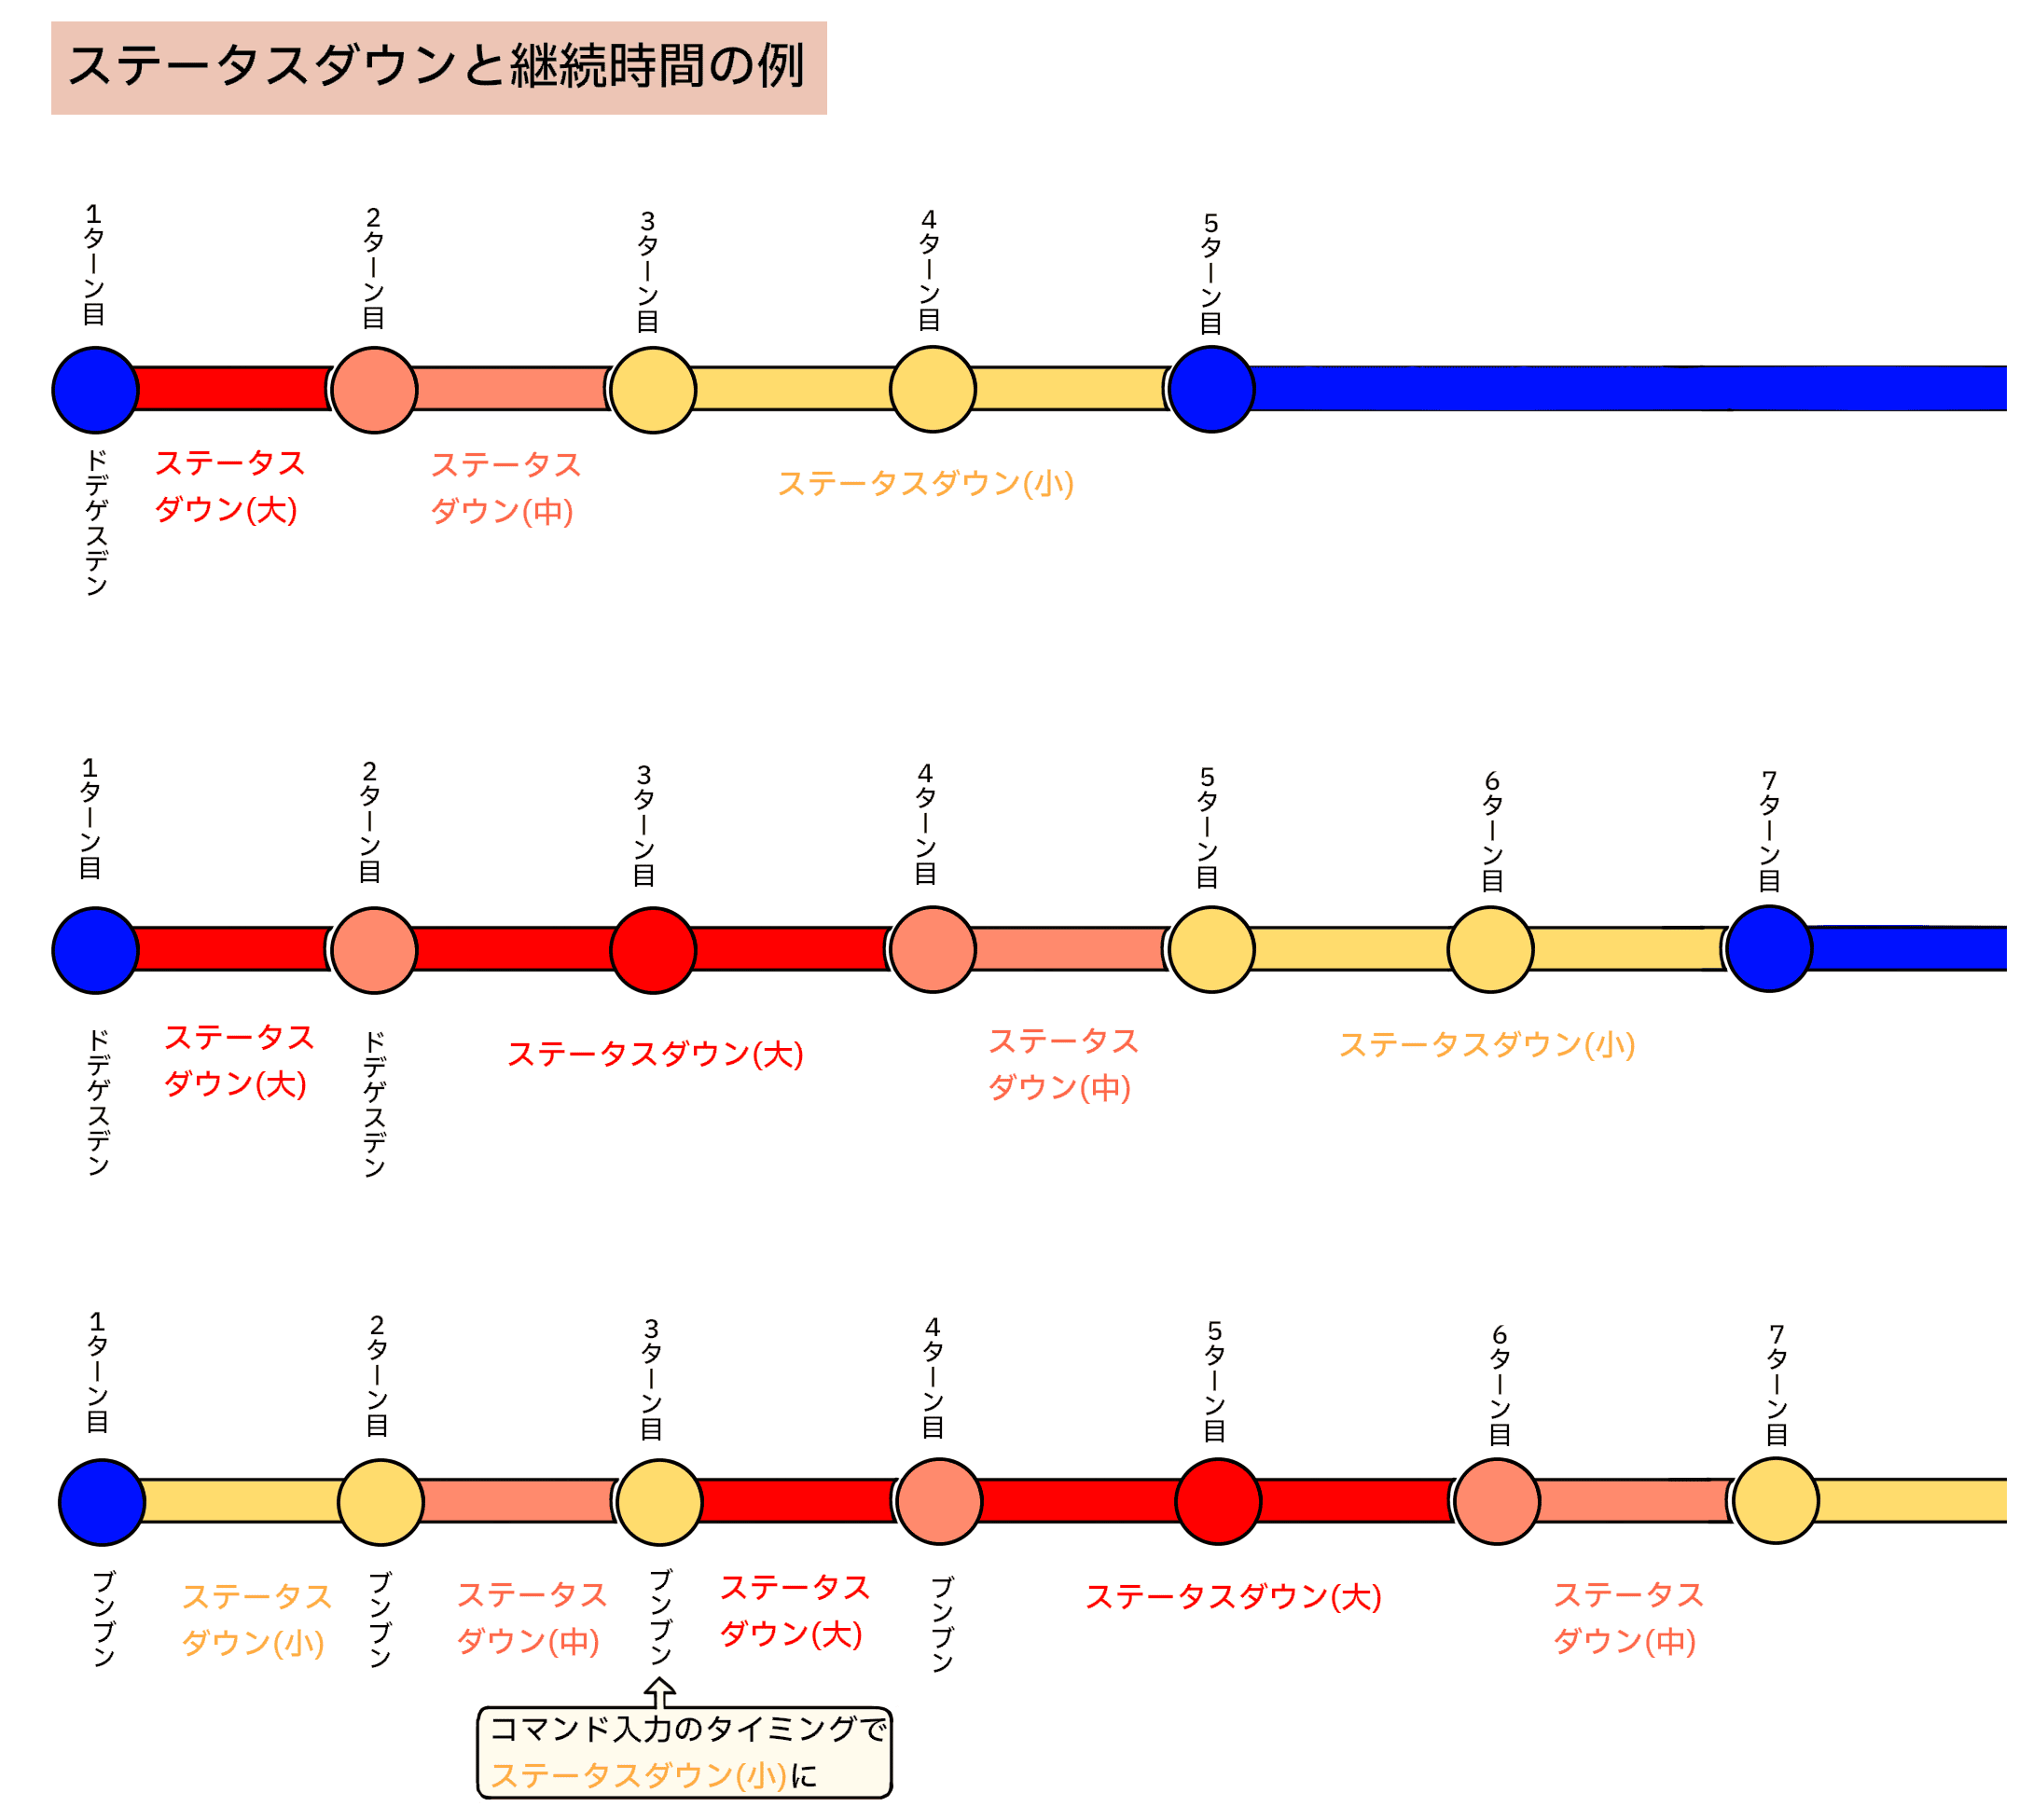 ステータスダウンと継続時間の例
1ターン目
2ターン目
3ターン目
4ターン目
5ターン目
ドデゲスデン
ステータス
ダウン(大)
ステータス
ダウン(中)
ステータスダウン(小)
1ターン目
2ターン目
3ターン目
4ターン目
5ターン目
6ターン目
7ターン目
ドデゲスデン
ステータス
ダウン(大)
ドデゲスデン
ステータスダウン(大)
ステータス
ダウン(中)
ステータスダウン(小)
1ターン目
2ターン目
3ターン目
4ターン目
5ターン目
6ターン目
7ターン目
ブンブン
ステータス
ダウン(小)
ブンブン
ステータス
ダウン(中)
ブンブン
ステータス
ダウン(大)
ブンブン
ステータスダウン(大)
ステータス
ダウン(中)
コマンド入力のタイミングで
ステータスダウン(小)に